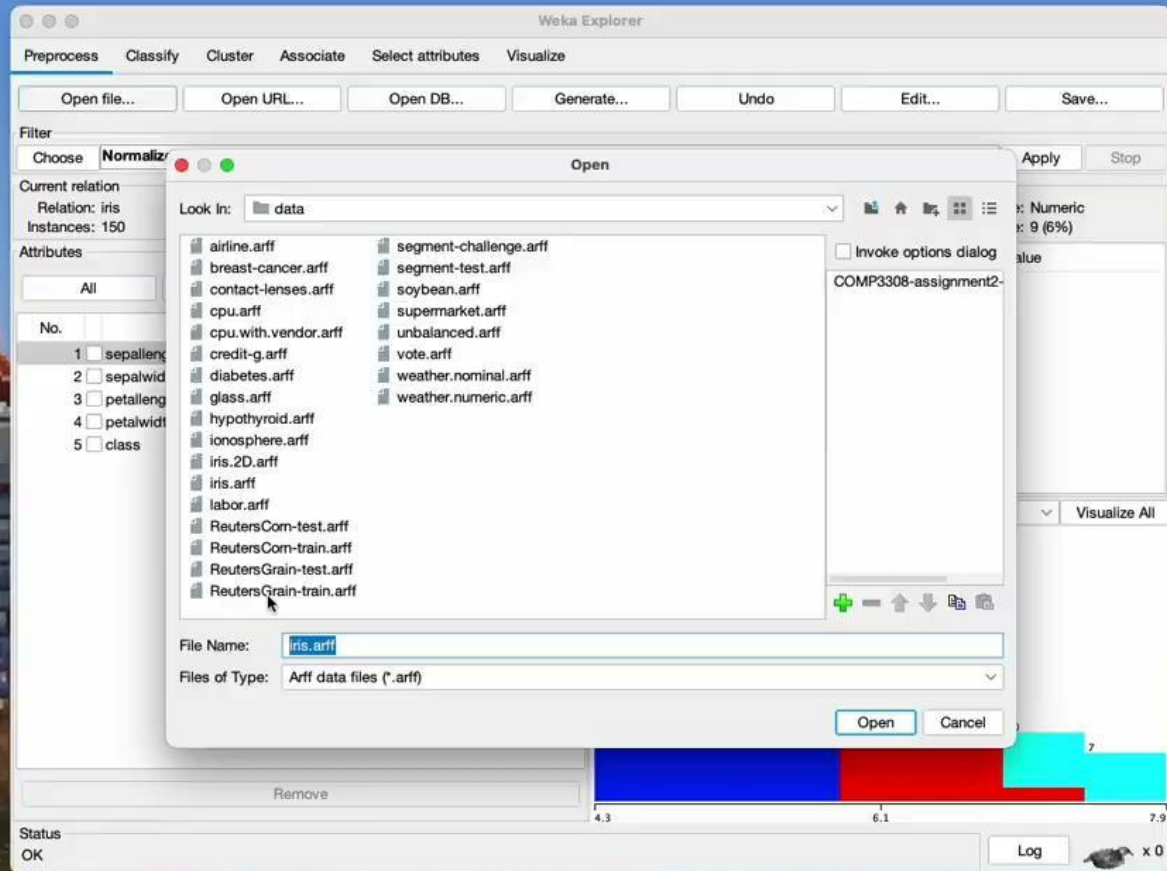 Weka Explorer
Preprocess Classify Cluster Associate Select attributes Visualize
Open file... Open URL... Open DB... Generate... Undo Edit... Save...
Filter
Choose Normaliz Apply Stop
Current relation
Relation: iris
Instances: 150
Attributes
All
No.
1 sepalleng
2 sepalwid
3 petalleng
4 petalwidt
5 class
Open
Look In: data
airline.arff
breast-cancer.arff
contact-lenses.arff
cpu.arff
cpu.with.vendor.arff
credit-g.arff
diabetes.arff
glass.arff
hypothyroid.arff
ionosphere.arff
iris.2D.arff
iris.arff
labor.arff
ReutersCorn-test.arff
ReutersCorn-train.arff
ReutersGrain-test.arff
ReutersGrain-train.arff
segment-challenge.arff
segment-test.arff
soybean.arff
supermarket.arff
unbalanced.arff
vote.arff
weather.nominal.arff
weather.numeric.arff
Invoke options dialog
COMP3308-assignment2-
File Name: iris.arff
Files of Type: Arff data files (*.arff)
Open Cancel
: Numeric
: 9 (6%)
alue
Visualize All
7
4.3 6.1 7.9
Remove
Status
OK
Log x 0